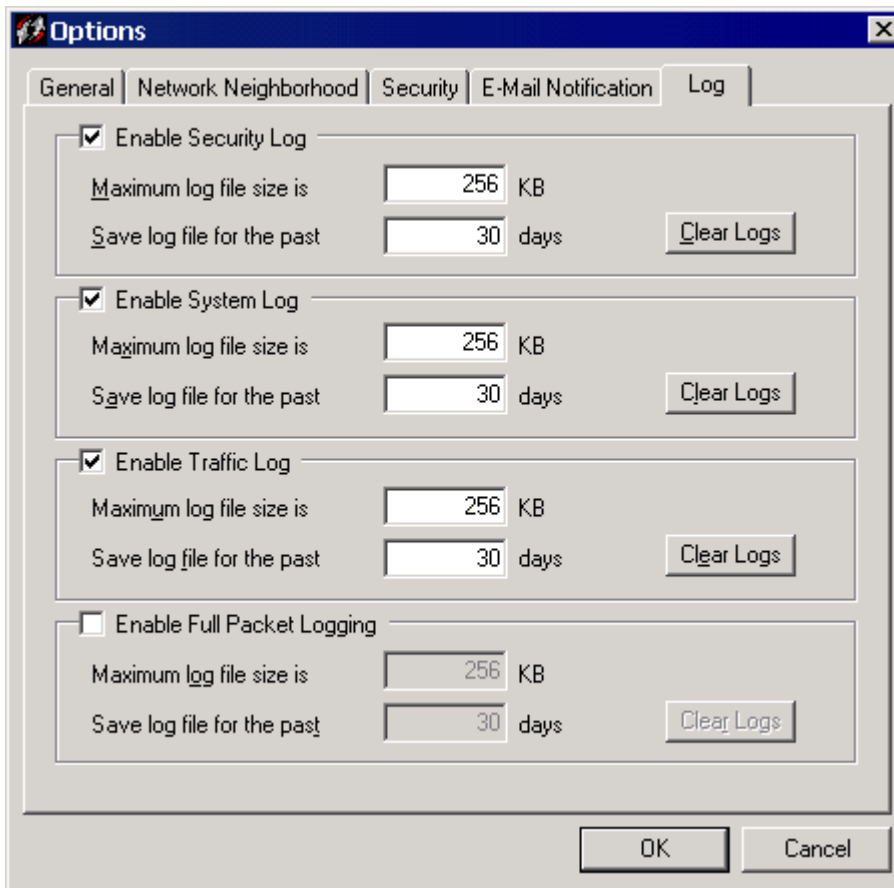 Options
General Network Neighborhood Security E-Mail Notification Log
Enable Security Log
Maximum log file size is 256 KB
Save log file for the past 30 days Clear Logs
Enable System Log
Maximum log file size is 256 KB
Save log file for the past 30 days Clear Logs
Enable Traffic Log
Maximum log file size is 256 KB
Save log file for the past 30 days Clear Logs
Enable Full Packet Logging
Maximum log file size is 256 KB
Save log file for the past 30 days Clear Logs
OK Cancel